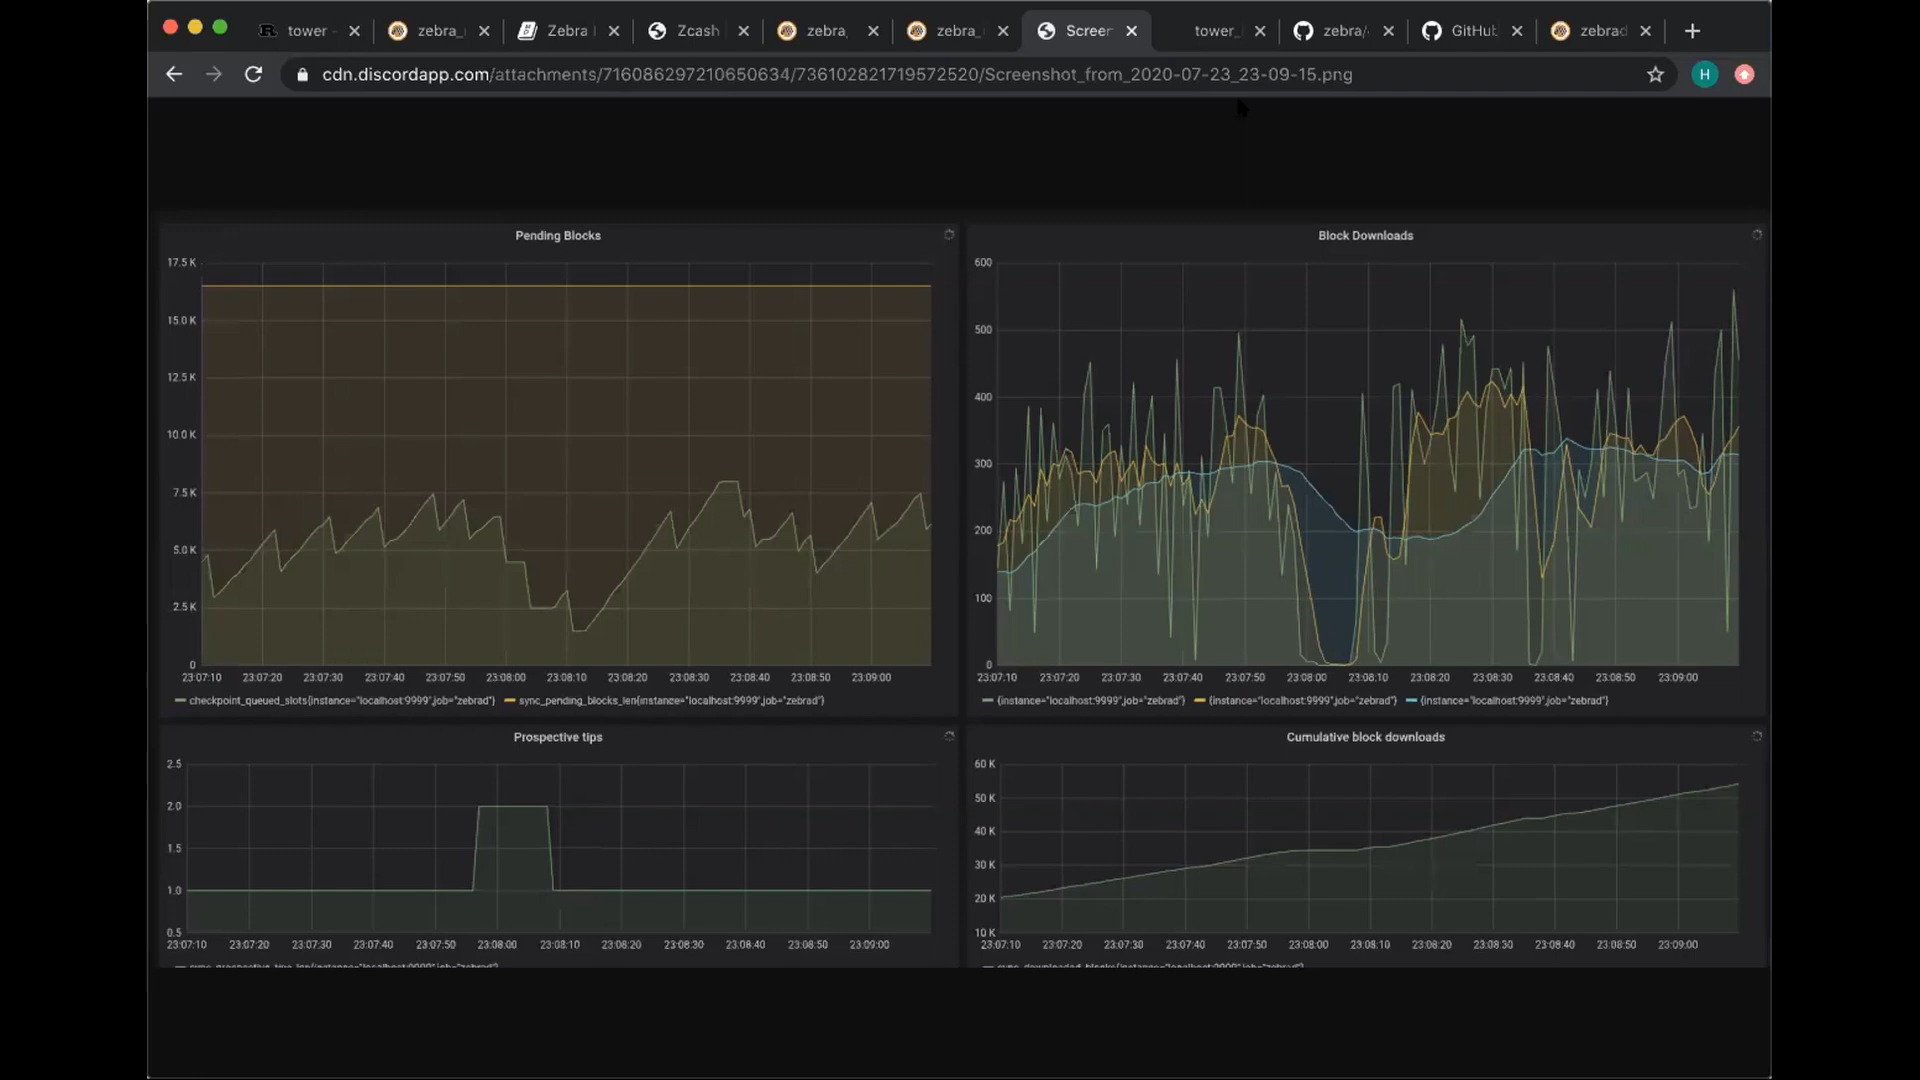 tower
zebra_
Zebra
Zcash
zebra,
zebra_
Screer
tower_
zebra/
GitHub
zebrad
cdn.discordapp.com/attachments/716086297210650634/736102821719572520/Screenshot_from_2020-07-23_23-09-15.png
H
Pending Blocks
17.5 K
15.0 K
12.5 K
10.0 K
7.5 K
5.0 K
2.5 K
0
23:07:10 23:07:20 23:07:30 23:07:40 23:07:50 23:08:00 23:08:10 23:08:20 23:08:30 23:08:40 23:08:50 23:09:00
checkpoint_queued_slots{instance="localhost:9999",job="zebrad"} sync_pending_blocks_len{instance="localhost:9999",job="zebrad"}
Block Downloads
600
500
400
300
200
100
0
23:07:10 23:07:20 23:07:30 23:07:40 23:07:50 23:08:00 23:08:10 23:08:20 23:08:30 23:08:40 23:08:50 23:09:00
{instance="localhost:9999",job="zebrad"} {instance="localhost:9999",job="zebrad"} {instance="localhost:9999",job="zebrad"}
Prospective tips
2.5
2.0
1.5
1.0
0.5
23:07:10 23:07:20 23:07:30 23:07:40 23:07:50 23:08:00 23:08:10 23:08:20 23:08:30 23:08:40 23:08:50 23:09:00
Cumulative block downloads
60 K
50 K
40 K
30 K
20 K
10 K
23:07:10 23:07:20 23:07:30 23:07:40 23:07:50 23:08:00 23:08:10 23:08:20 23:08:30 23:08:40 23:08:50 23:09:00